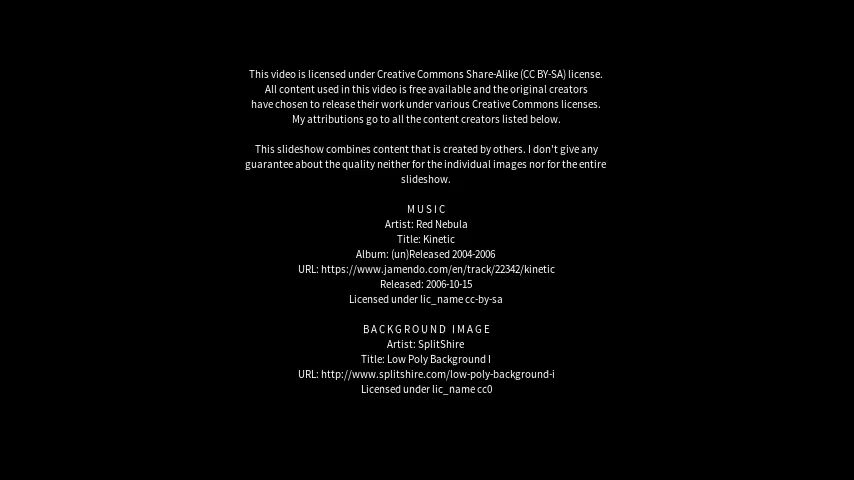 This video is licensed under Creative Commons Share-Alike (CC BY-SA) license.
All content used in this video is free available and the original creators
have chosen to release their work under various Creative Commons licenses.
My attributions go to all the content creators listed below.
This slideshow combines content that is created by others. I don't give any
guarantee about the quality neither for the individual images nor for the entire
slideshow.
MUSIC
Artist: Red Nebula
Title: Kinetic
Album: (un)Released 2004-2006
URL: https://www.jamendo.com/en/track/22342/kinetic
Released: 2006-10-15
Licensed under lic_name cc-by-sa
BACKGROUND IMAGE
Artist: SplitShire
Title: Low Poly Background I
URL: http://www.splitshire.com/low-poly-background-i
Licensed under lic_name cc0